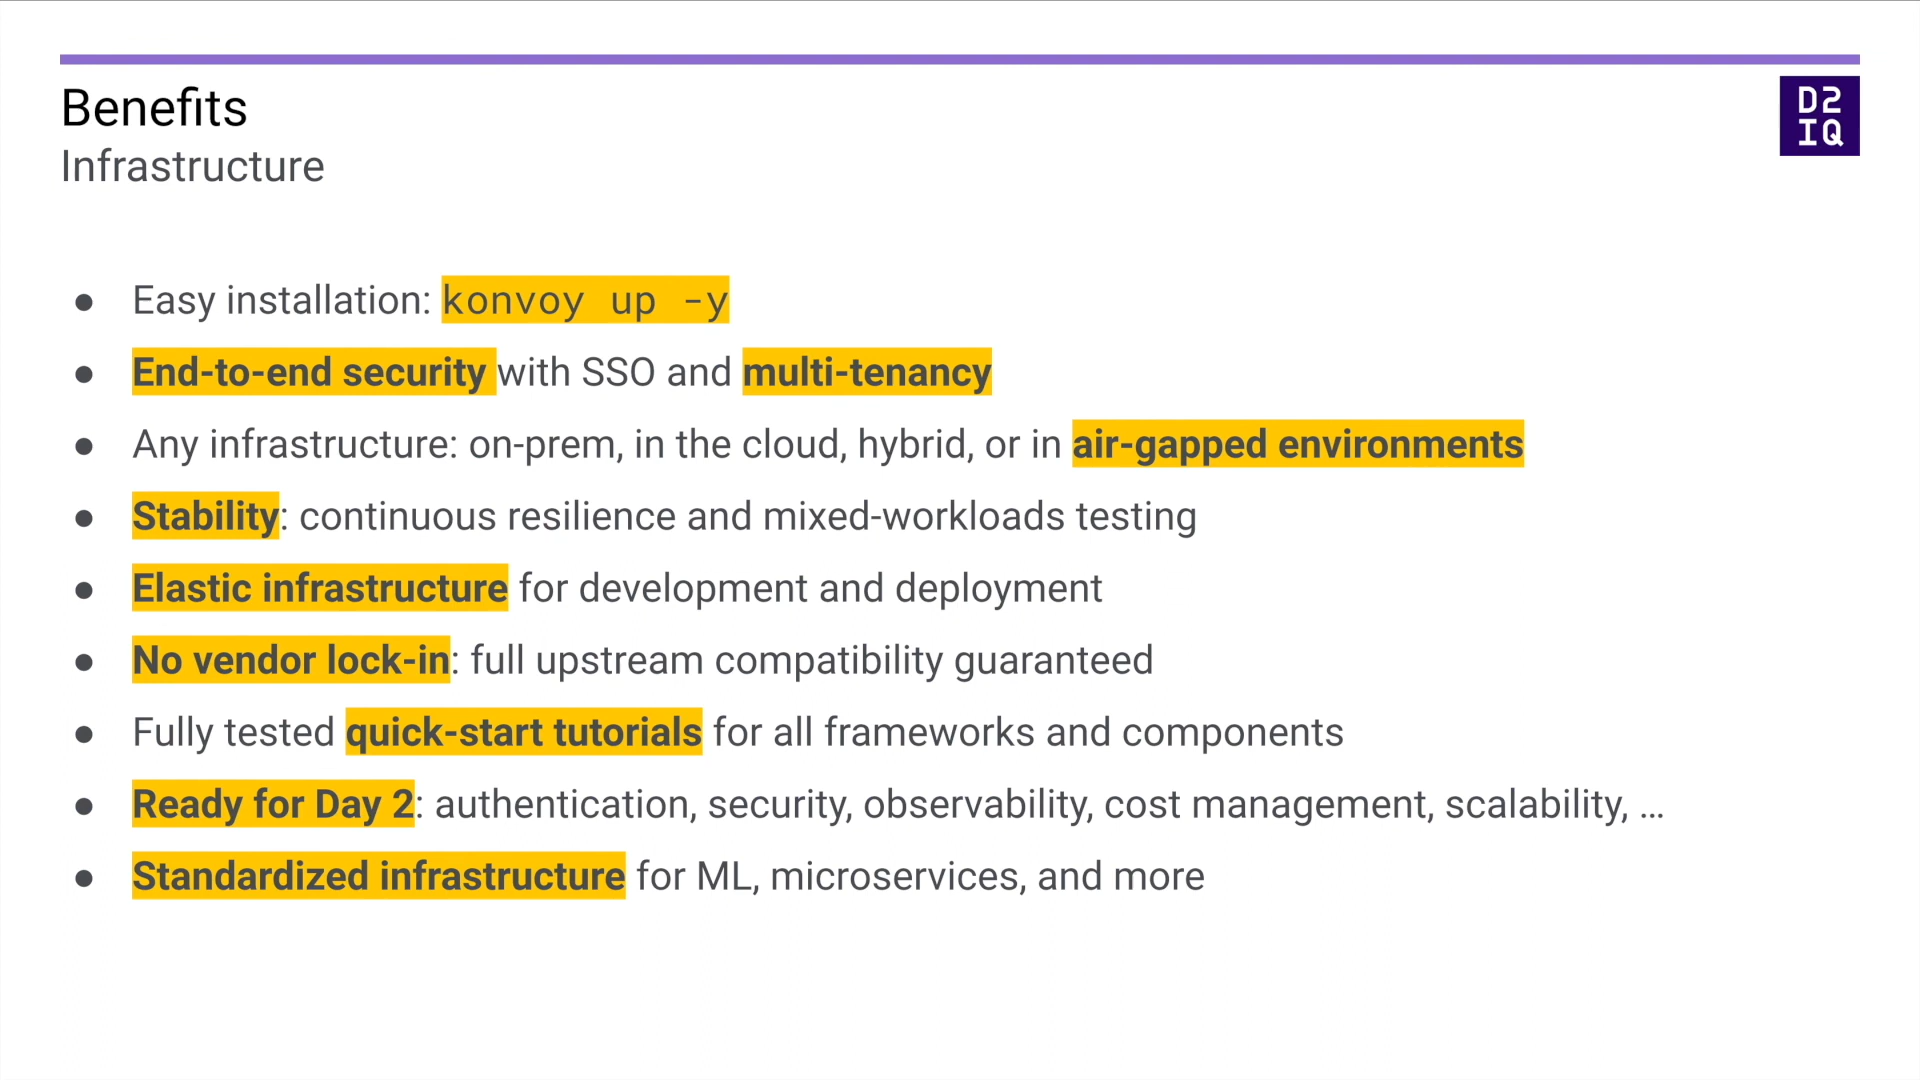 Benefits
D2
IQ
Infrastructure
● Easy installation: konvoy up -y
● End-to-end security with SSO and multi-tenancy
● Any infrastructure: on-prem, in the cloud, hybrid, or in air-gapped environments
● Stability: continuous resilience and mixed-workloads testing
● Elastic infrastructure for development and deployment
● No vendor lock-in: full upstream compatibility guaranteed
● Fully tested quick-start tutorials for all frameworks and components
● Ready for Day 2: authentication, security, observability, cost management, scalability, …
● Standardized infrastructure for ML, microservices, and more